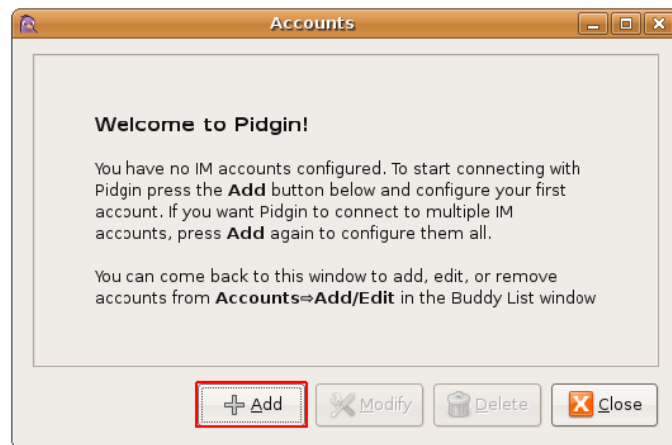 Accounts
Welcome to Pidgin!
You have no IM accounts configured. To start connecting with
Pidgin press the Add button below and configure your first
account. If you want Pidgin to connect to multiple IM
accounts, press Add again to configure them all.
You can come back to this window to add, edit, or remove
accounts from Accounts⇨Add/Edit in the Buddy List window
Add Modify Delete Close